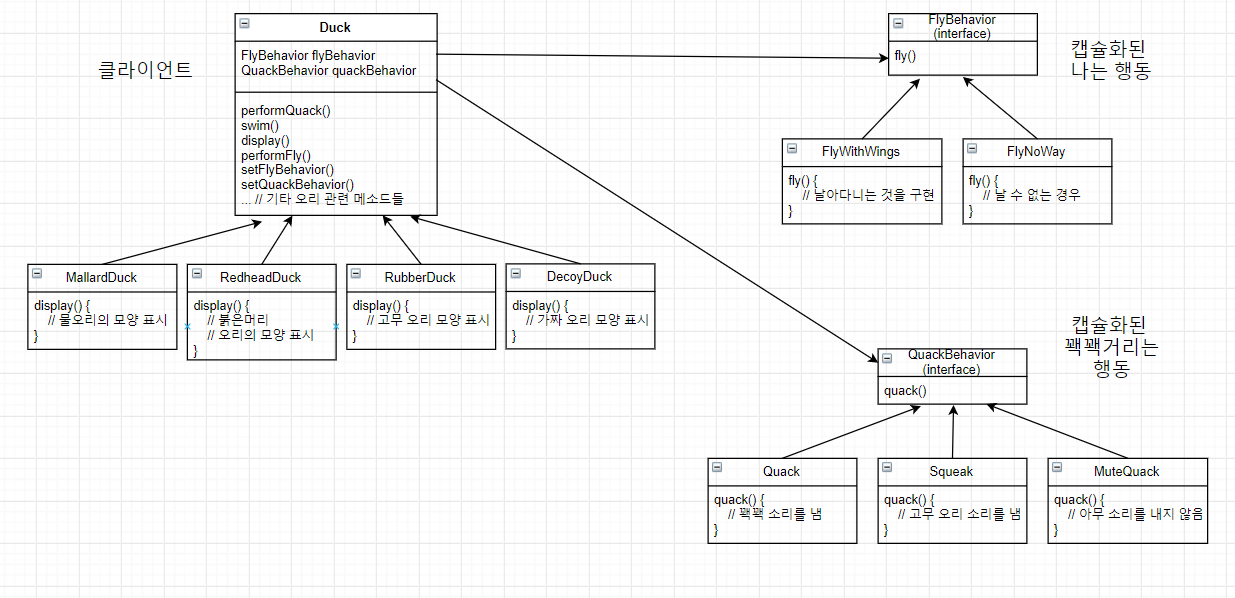 클라이언트
Duck
FlyBehavior flyBehavior
QuackBehavior quackBehavior
performQuack()
swim()
display()
performFly()
setFlyBehavior()
setQuackBehavior()
... // 기타 오리 관련 메소드들
FlyBehavior
(interface)
fly()
캡슐화된
나는 행동
FlyWithWings
fly() {
// 날아다니는 것을 구현
}
FlyNoWay
fly() {
// 날 수 없는 경우
}
MallardDuck
display() {
// 물오리의 모양 표시
}
RedheadDuck
display() {
// 붉은머리
// 오리의 모양 표시
}
RubberDuck
display() {
// 고무 오리 모양 표시
}
DecoyDuck
display() {
// 가짜 오리 모양 표시
}
QuackBehavior
(interface)
quack()
캡슐화된
꽥꽥거리는
행동
Quack
quack() {
// 꽥꽥 소리를 냄
}
Squeak
quack() {
// 고무 오리 소리를 냄
}
MuteQuack
quack() {
// 아무 소리를 내지 않음
}